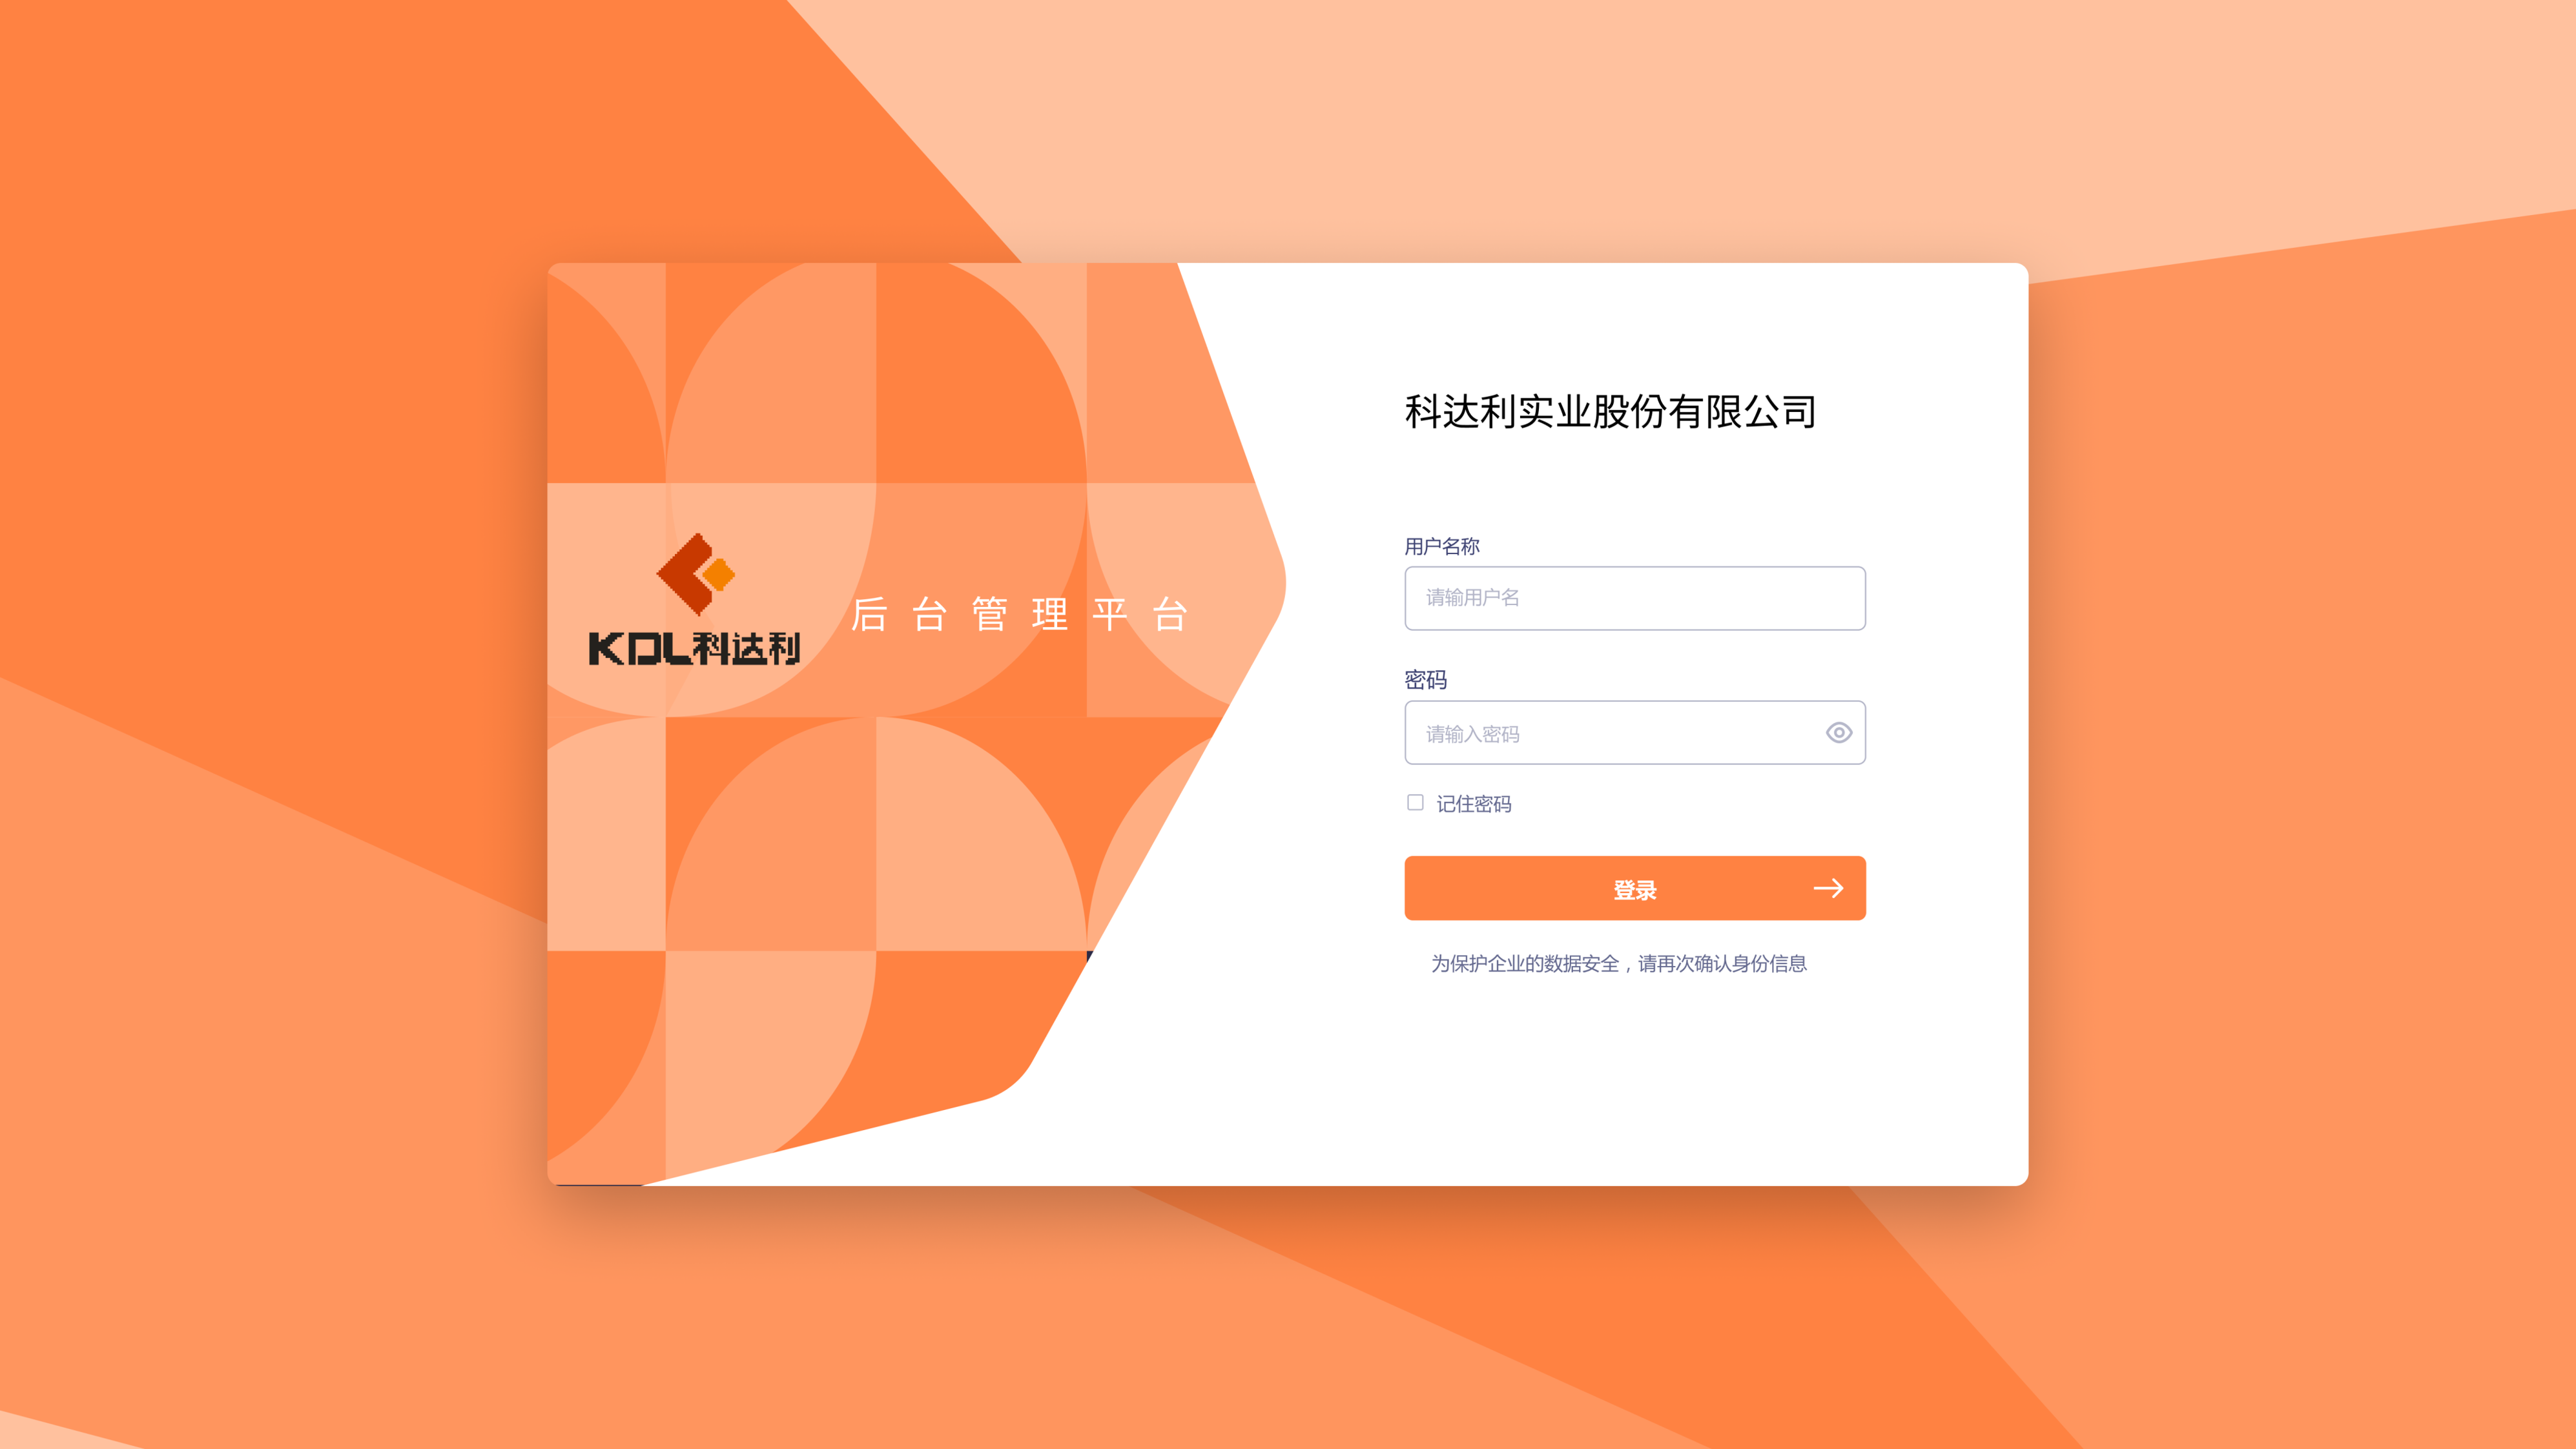 KDL科达利
后台管理平台
科达利实业股份有限公司
用户名称
请输用户名
密码
请输入密码
记住密码
登录
为保护企业的数据安全，请再次确认身份信息